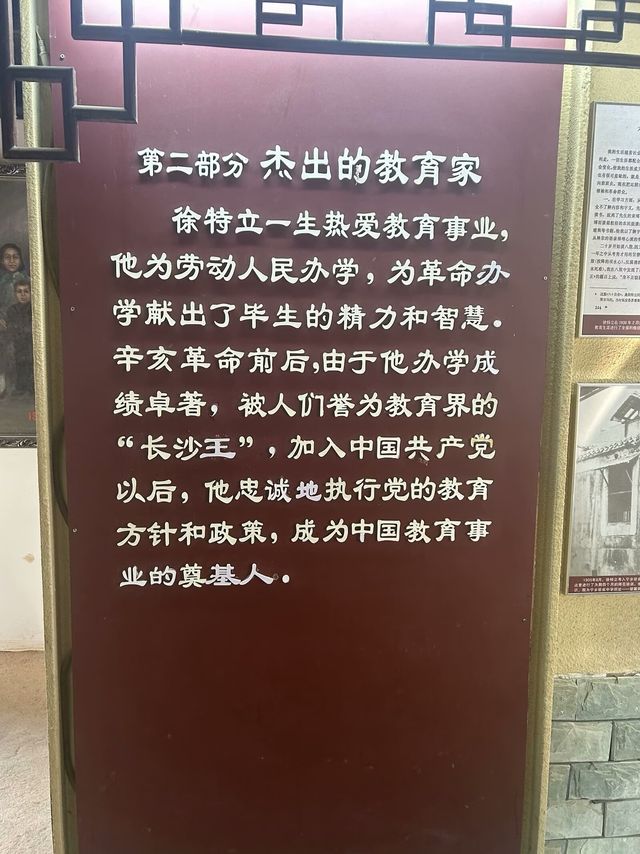 第二部分 杰出的教育家
徐特立一生热爱教育事业,
他为劳动人民办学，为革命办
学献出了毕生的精力和智慧.
辛亥革命前后,由于他办学成
绩卓著，被人们誉为教育界的
“长沙王”，加入中国共产党
以后，他忠诚地执行党的教育
方针和政策，成为中国教育事
业的奠基人.